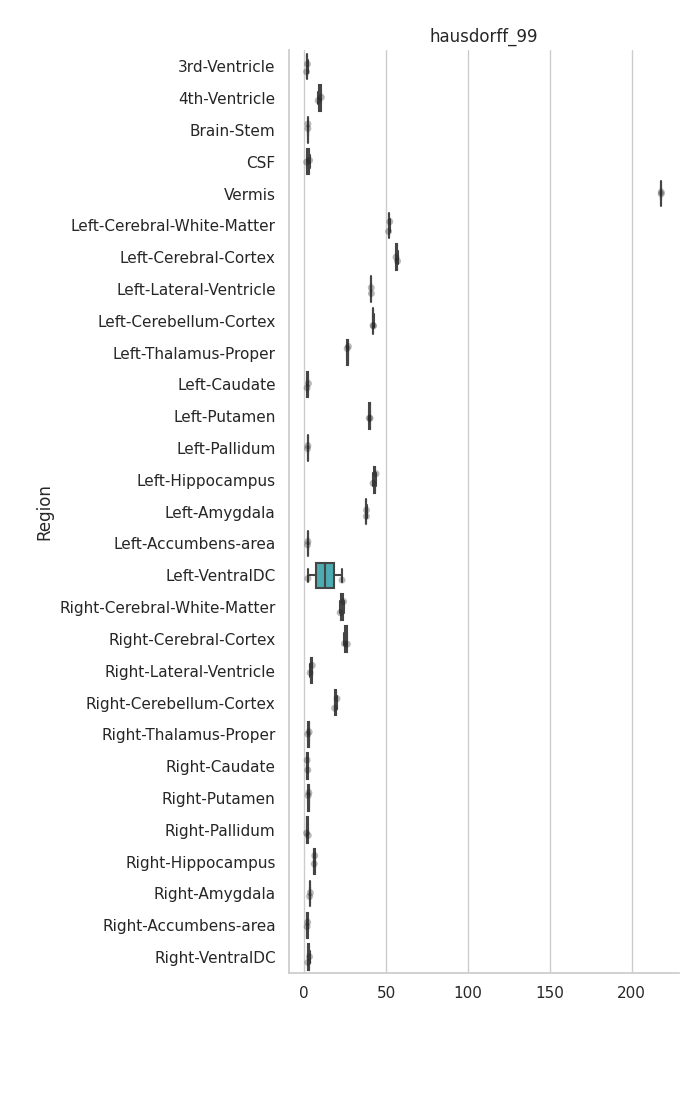 hausdorff_99
3rd-Ventricle
4th-Ventricle
Brain-Stem
CSF
Vermis
Left-Cerebral-White-Matter
Left-Cerebral-Cortex
Left-Lateral-Ventricle
Left-Cerebellum-Cortex
Left-Thalamus-Proper
Left-Caudate
Left-Putamen
Left-Pallidum
Left-Hippocampus
Left-Amygdala
Left-Accumbens-area
Left-VentralDC
Right-Cerebral-White-Matter
Right-Cerebral-Cortex
Right-Lateral-Ventricle
Right-Cerebellum-Cortex
Right-Thalamus-Proper
Right-Caudate
Right-Putamen
Right-Pallidum
Right-Hippocampus
Right-Amygdala
Right-Accumbens-area
Right-VentralDC
Region
0 50 100 150 200